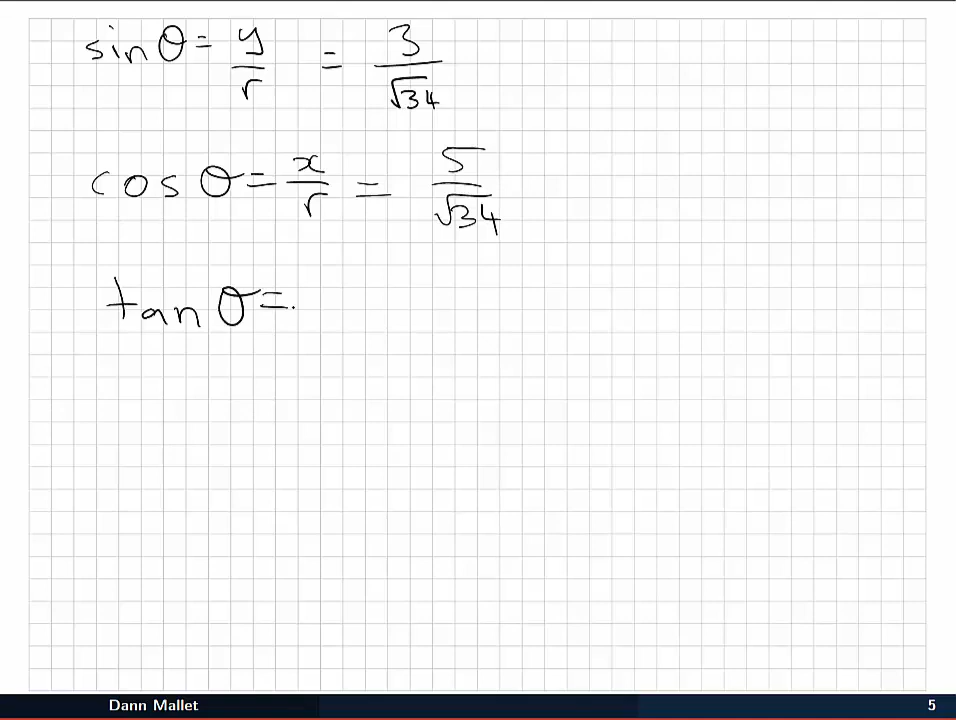 sin θ = y/r = 3/√34
cos θ = x/r = 5/√34
tan θ =
Dann Mallet 5